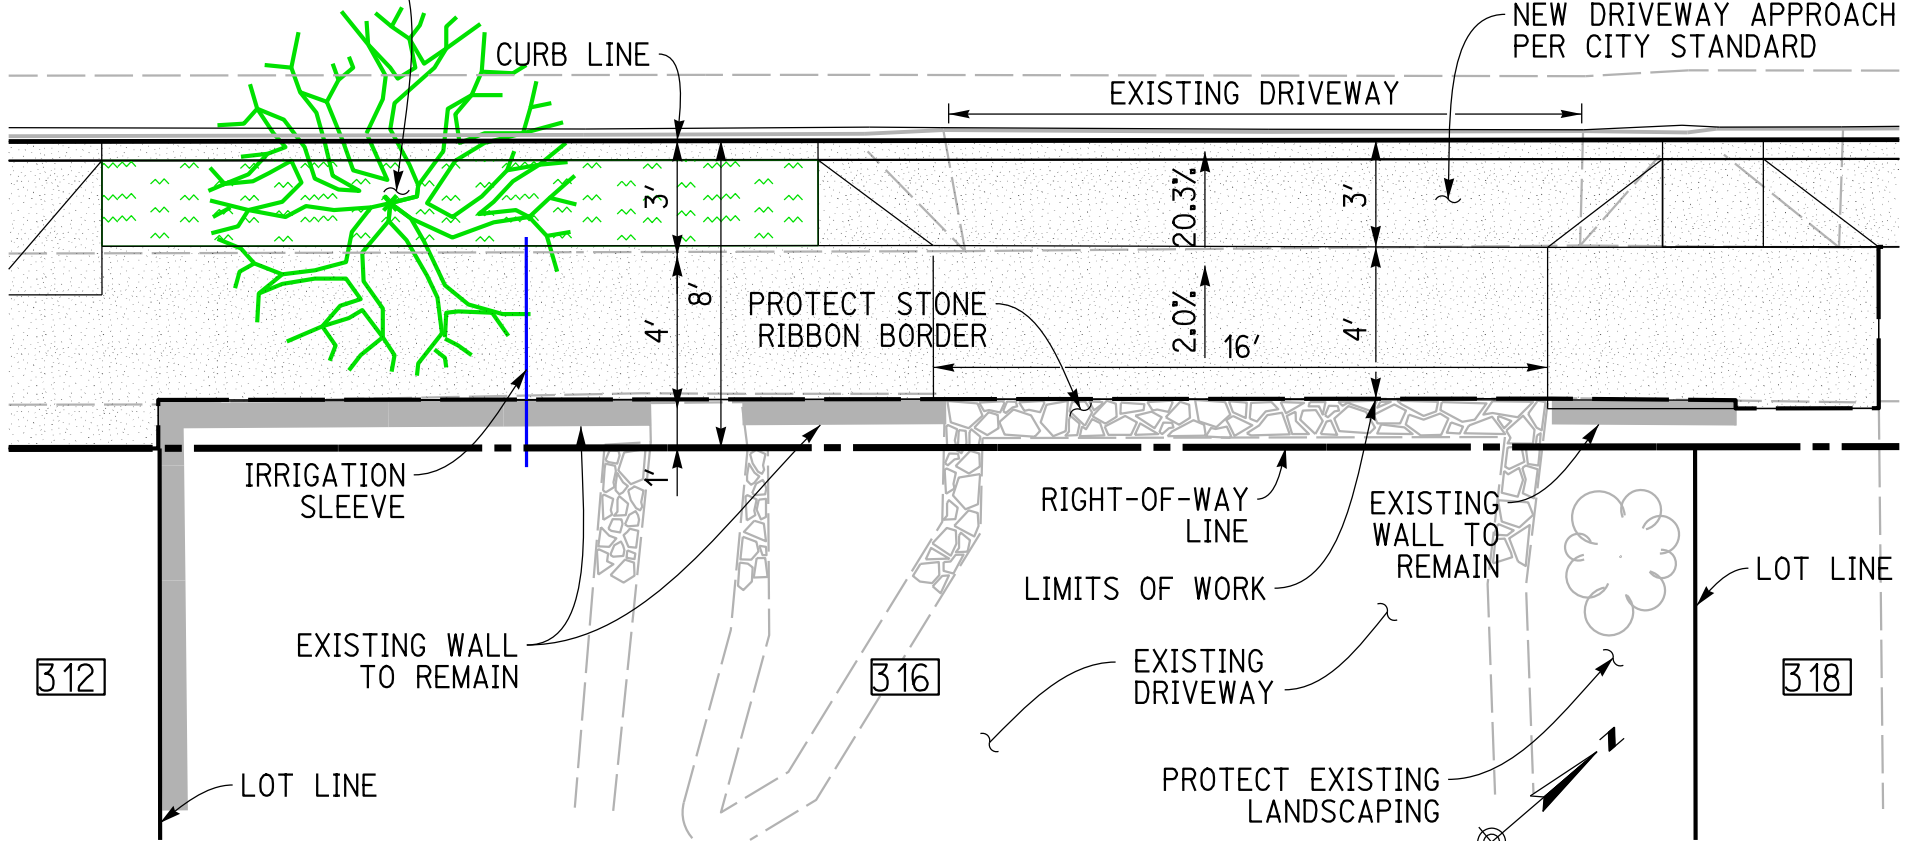 NEW DRIVEWAY APPROACH
PER CITY STANDARD
CURB LINE
EXISTING DRIVEWAY
3'
20.3%
3'
8'
4'
PROTECT STONE
RIBBON BORDER
2.0%
16'
4'
1'
IRRIGATION
SLEEVE
RIGHT-OF-WAY
LINE
EXISTING
WALL TO
REMAIN
LIMITS OF WORK
LOT LINE
EXISTING WALL
TO REMAIN
312
316
EXISTING
DRIVEWAY
318
LOT LINE
PROTECT EXISTING
LANDSCAPING
N